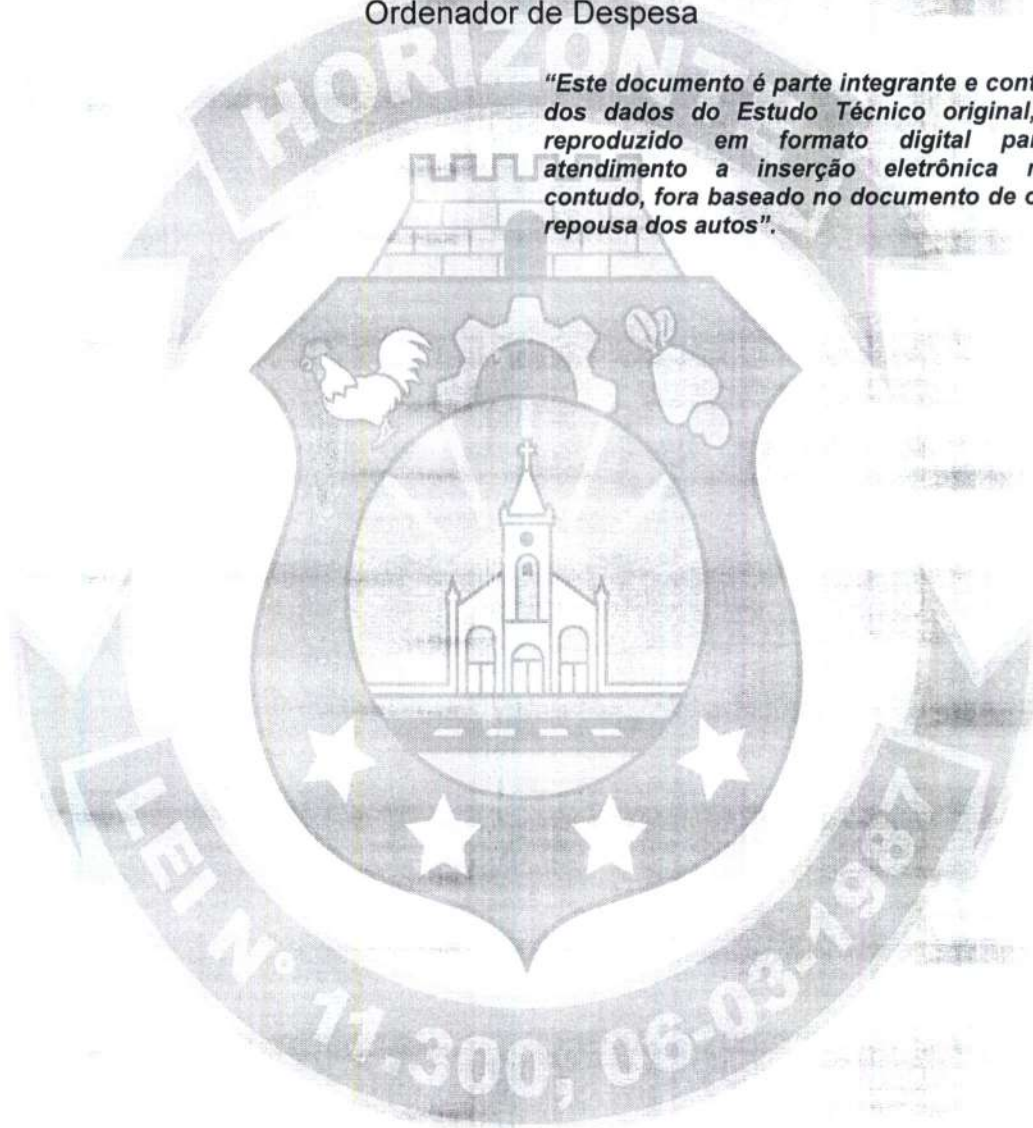 Ordenador de Despesa
HORIZONTE
“Este documento é parte integrante e cont
dos dados do Estudo Técnico original,
reproduzido em formato digital pa
atendimento a inserção eletrônica
contudo, fora baseado no documento de o
repousa dos autos”.
LEI Nº 11.300, 06-03-1987